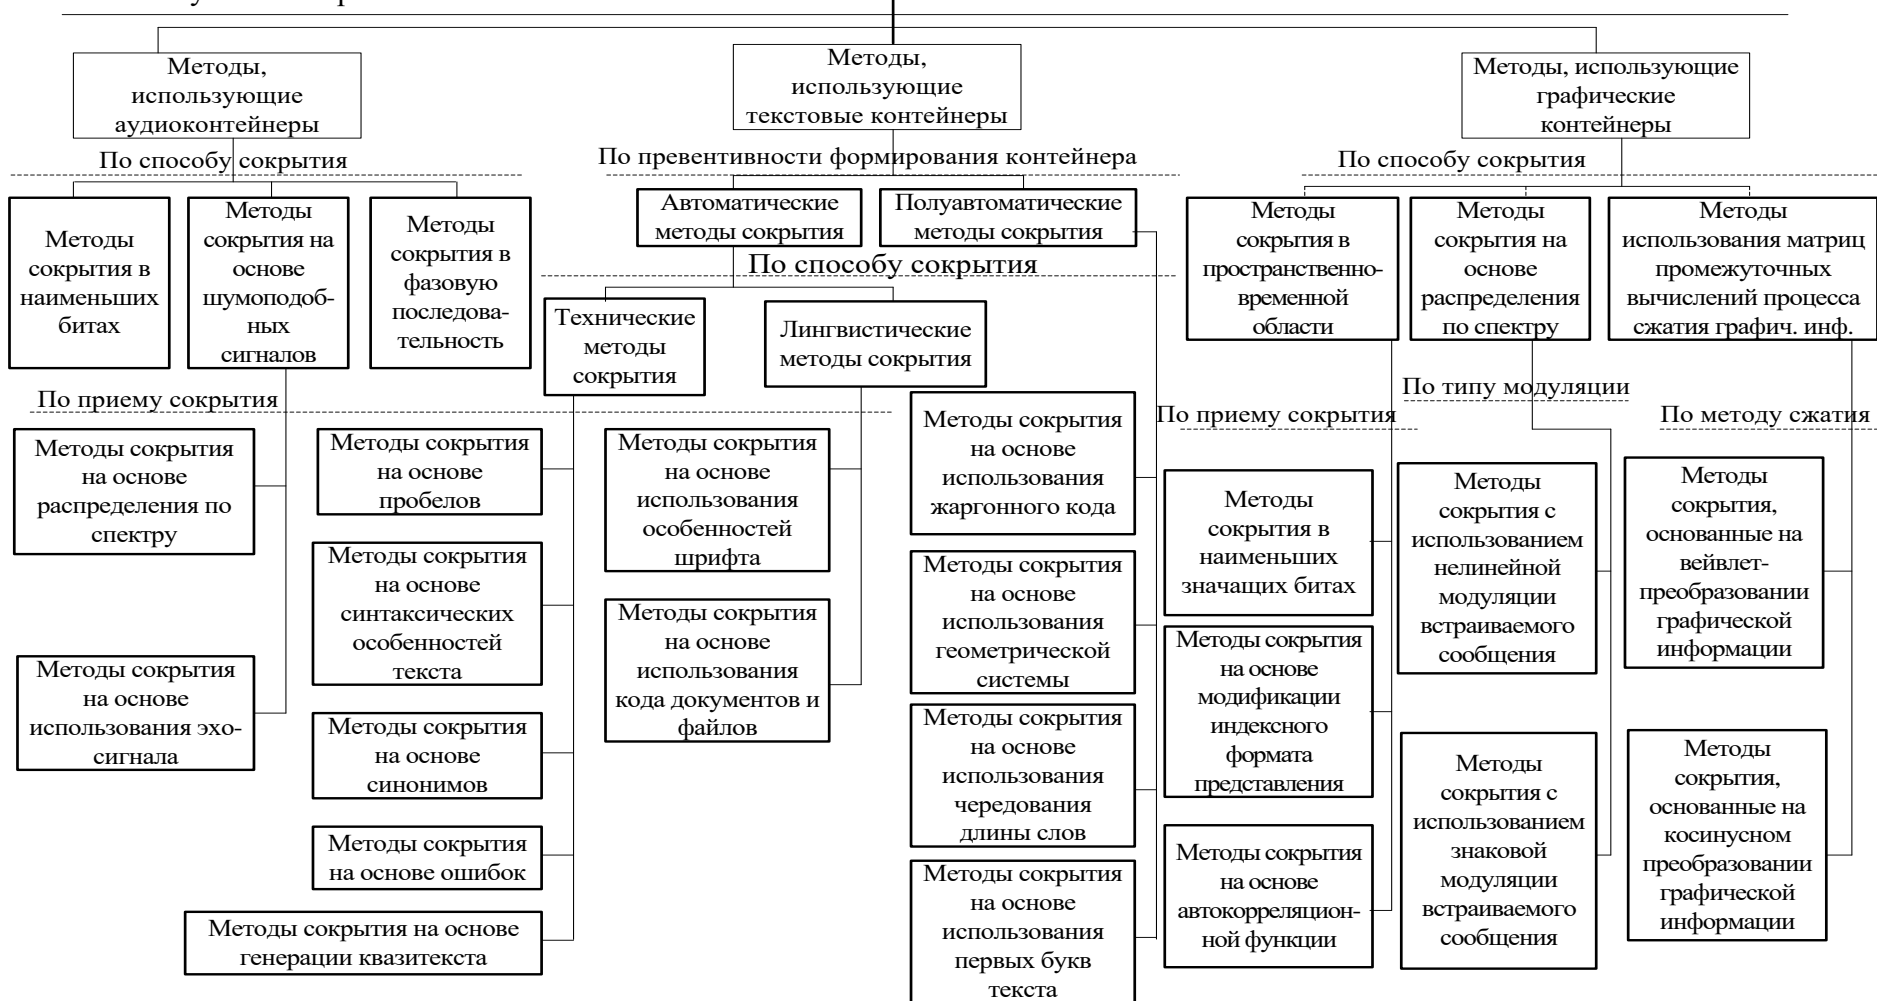 Методы,
использующие
аудиоконтейнеры
Методы,
использующие
текстовые контейнеры
Методы, использующие
графические
контейнеры
По способу сокрытия
По превентивности формирования контейнера
По способу сокрытия
Методы
сокрытия в
наименьших
битах
Методы
сокрытия на
основе
шумоподоб-
ных
сигналов
Методы
сокрытия в
фазовую
последова-
тельность
Автоматические
методы сокрытия
Полуавтоматические
методы сокрытия
Методы
сокрытия в
пространственно-
временной
области
Методы
сокрытия на
основе
распределения
по спектру
Методы
использования матриц
промежуточных
вычислений процесса
сжатия графич. инф.
По способу сокрытия
Технические
методы
сокрытия
Лингвистические
методы сокрытия
По приему сокрытия
По приему сокрытия
По типу модуляции
По методу сжатия
Методы сокрытия
на основе
распределения по
спектру
Методы сокрытия
на основе
использования эхо-
сигнала
Методы сокрытия
на основе
пробелов
Методы сокрытия
на основе
синтаксических
особенностей
текста
Методы сокрытия
на основе
синонимов
Методы сокрытия
на основе ошибок
Методы сокрытия на основе
генерации квазитекста
Методы сокрытия
на основе
использования
особенностей
шрифта
Методы сокрытия
на основе
использования
кода документов и
файлов
Методы сокрытия
на основе
использования
жаргонного кода
Методы сокрытия
на основе
использования
геометрической
системы
Методы сокрытия
на основе
использования
чередования
длины слов
Методы сокрытия
на основе
использования
первых букв
текста
Методы
сокрытия в
наименьших
значащих битах
Методы сокрытия
на основе
модификации
индексного
формата
представления
Методы сокрытия
на основе
автокорреляцион-
ной функции
Методы
сокрытия с
использованием
нелинейной
модуляции
встраиваемого
сообщения
Методы
сокрытия с
использованием
знаковой
модуляции
встраиваемого
сообщения
Методы
сокрытия,
основанные на
вейвлет-
преобразовании
графической
информации
Методы
сокрытия,
основанные на
косинусном
преобразовании
графической
информации